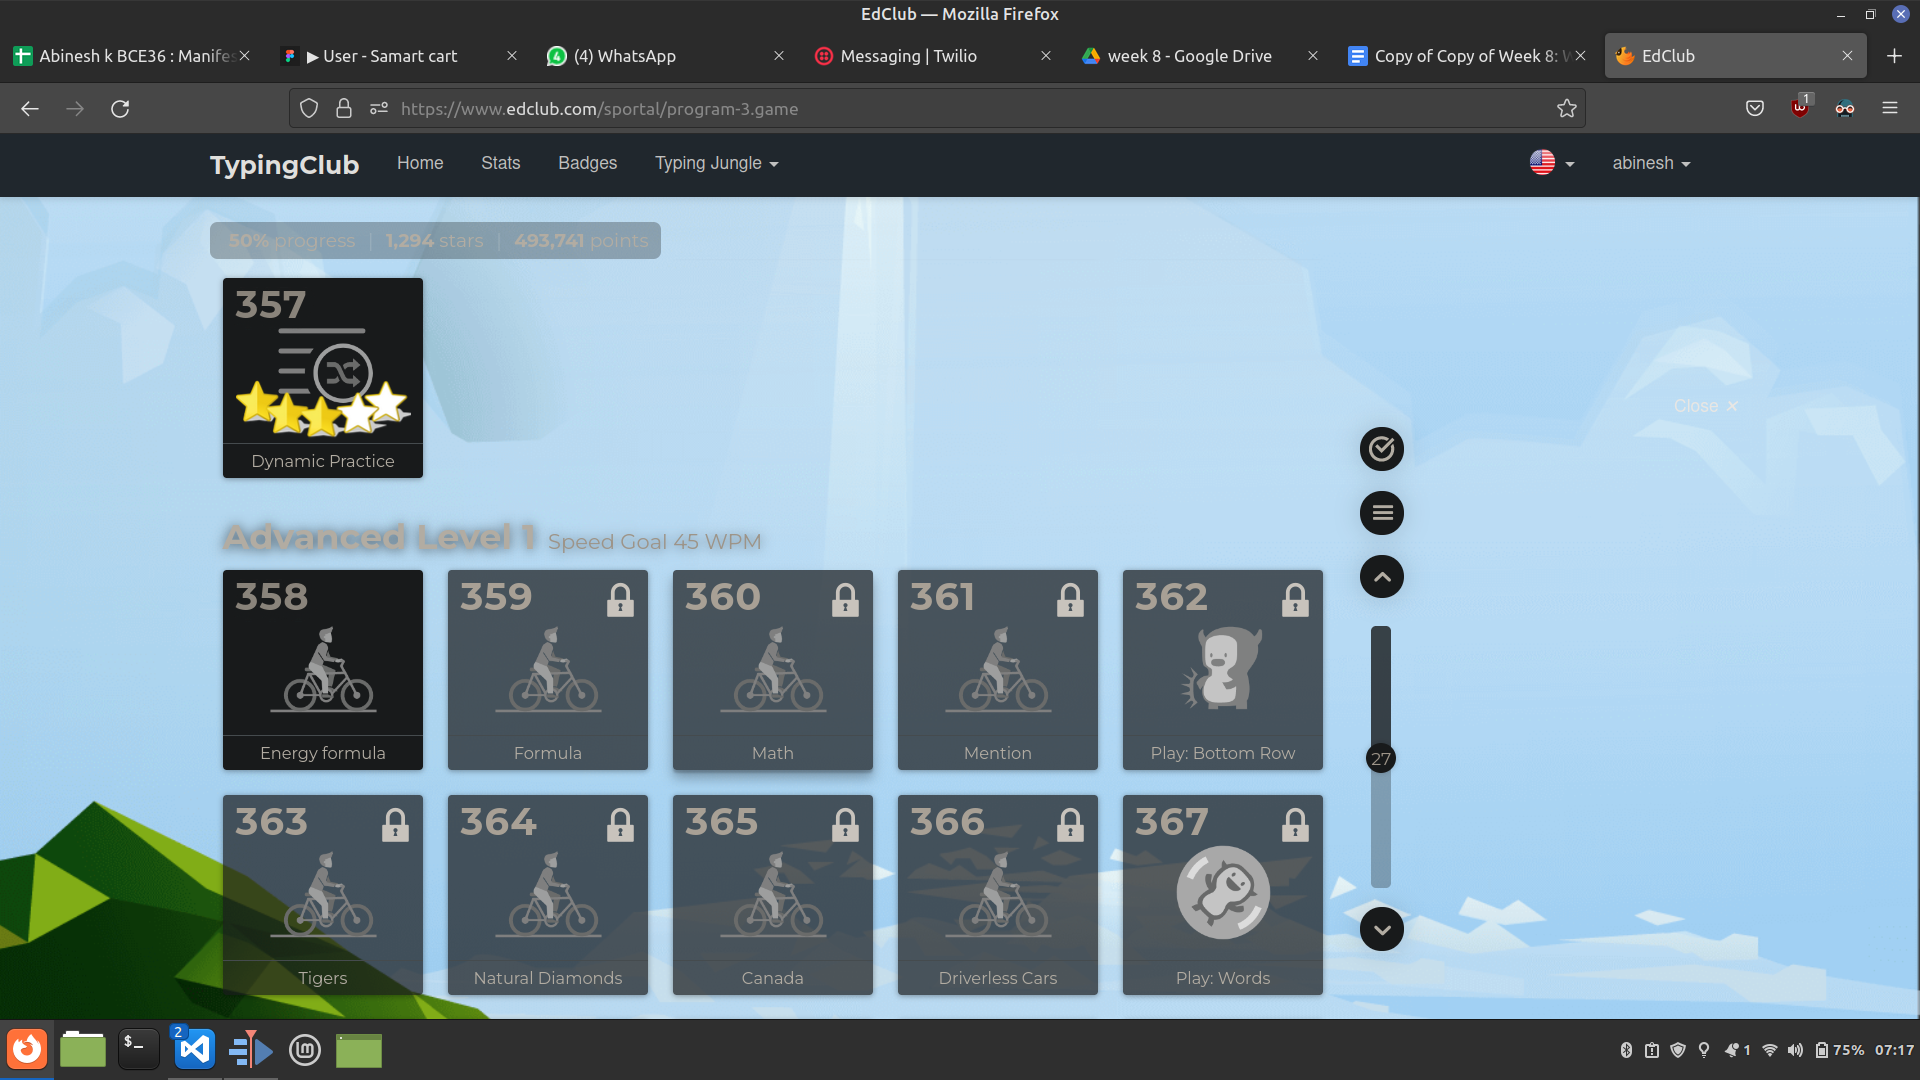 EdClub — Mozilla Firefox
Abinesh k BCE36 : Manifes
▶ User - Samart cart
(4) WhatsApp
Messaging | Twilio
week 8 - Google Drive
Copy of Copy of Week 8: W
EdClub
https://www.edclub.com/sportal/program-3.game
1
TypingClub
Home
Stats
Badges
Typing Jungle
abinesh
50% progress | 1,294 stars | 493,741 points
357
Dynamic Practice
Close ×
Advanced Level 1 Speed Goal 45 WPM
358
359
360
361
362
Energy formula
Formula
Math
Mention
Play: Bottom Row
27
363
364
365
366
367
Tigers
Natural Diamonds
Canada
Driverless Cars
Play: Words
$_
2
1
75%
07:17